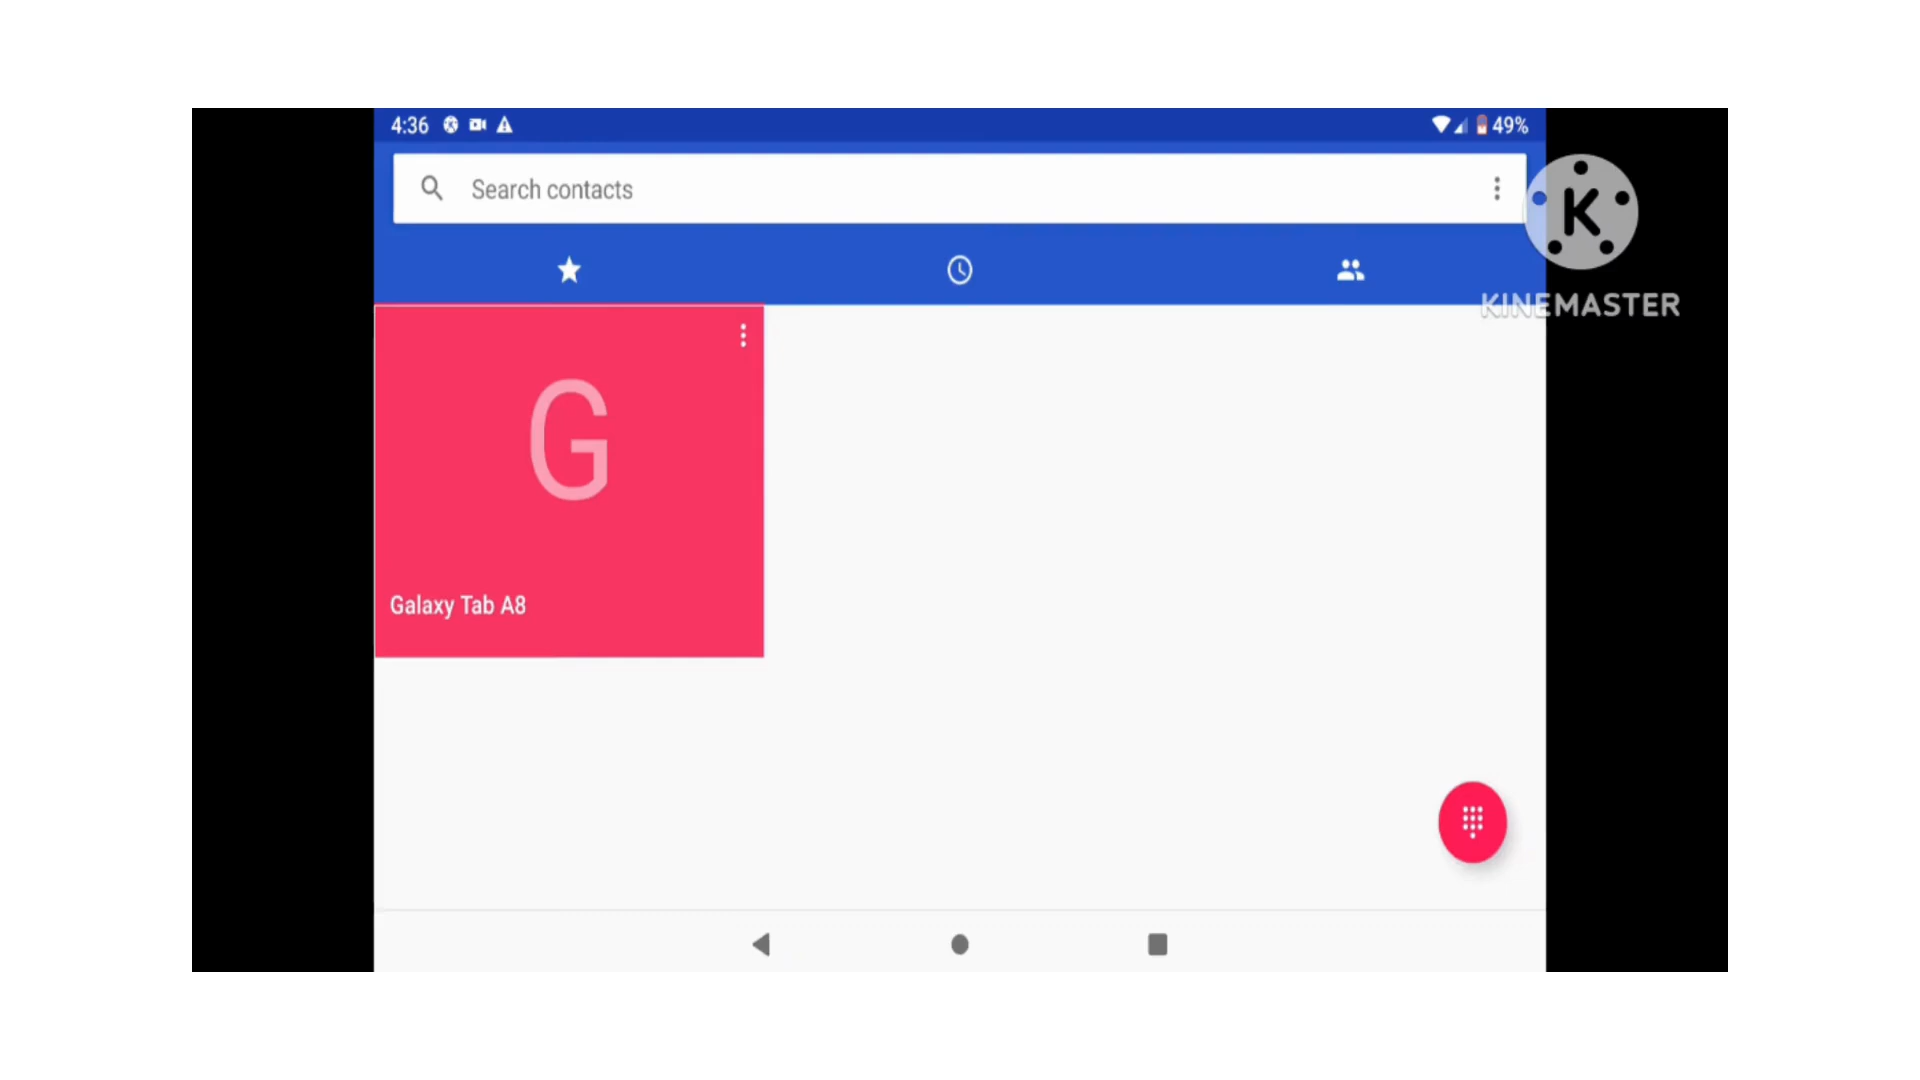 4:36
49%
Search contacts
K
KINEMASTER
G
Galaxy Tab A8